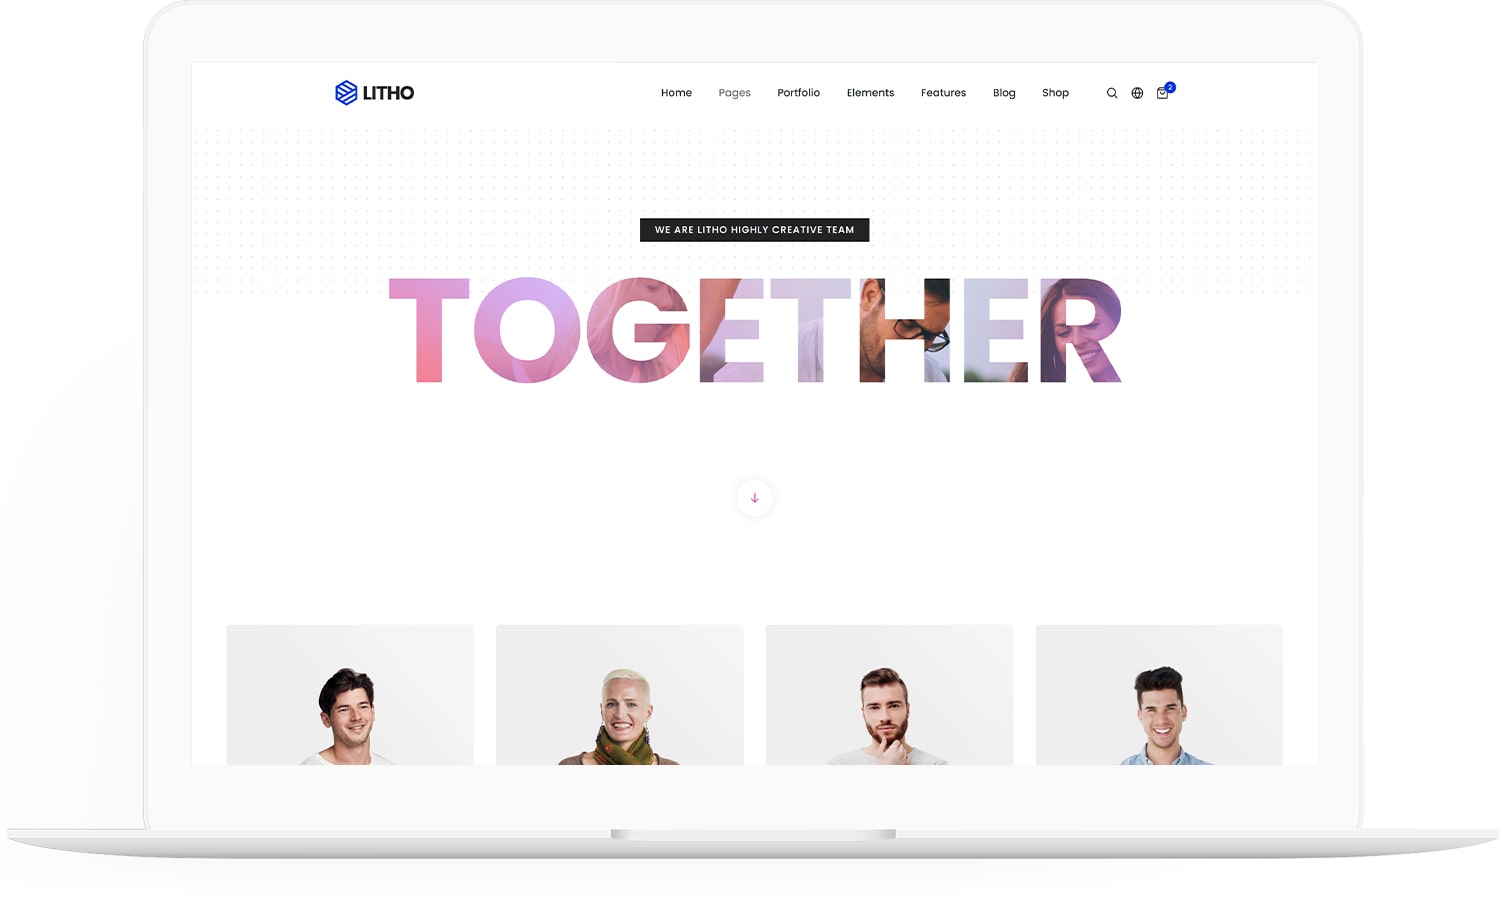 LITHO
Home Pages Portfolio Elements Features Blog Shop
2
WE ARE LITHO HIGHLY CREATIVE TEAM
TOGETHER